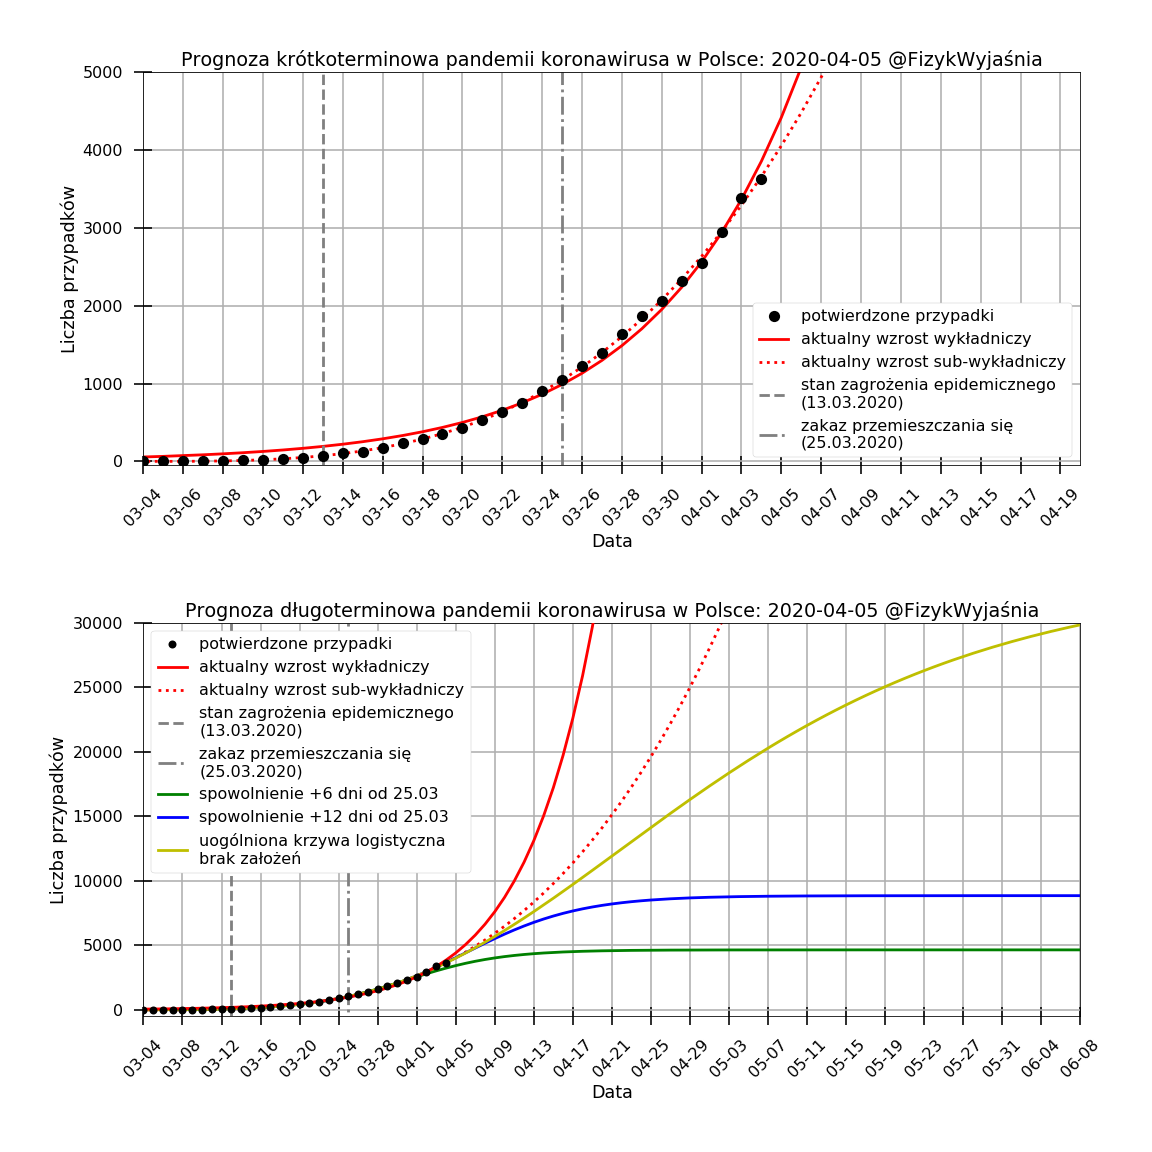 Prognoza krótkoterminowa pandemii koronawirusa w Polsce: 2020-04-05 @FizykWyjaśnia
5000
4000
3000
2000
1000
0
Liczba przypadków
potwierdzone przypadki
aktualny wzrost wykładniczy
aktualny wzrost sub-wykładniczy
stan zagrożenia epidemicznego
(13.03.2020)
zakaz przemieszczania się
(25.03.2020)
03-04 03-06 03-08 03-10 03-12 03-14 03-16 03-18 03-20 03-22 03-24 03-26 03-28 03-30 04-01 04-03 04-05 04-07 04-09 04-11 04-13 04-15 04-17 04-19
Data
Prognoza długoterminowa pandemii koronawirusa w Polsce: 2020-04-05 @FizykWyjaśnia
30000
25000
20000
15000
10000
5000
0
Liczba przypadków
potwierdzone przypadki
aktualny wzrost wykładniczy
aktualny wzrost sub-wykładniczy
stan zagrożenia epidemicznego
(13.03.2020)
zakaz przemieszczania się
(25.03.2020)
spowolnienie +6 dni od 25.03
spowolnienie +12 dni od 25.03
uogólniona krzywa logistyczna
brak założeń
03-04 03-08 03-12 03-16 03-20 03-24 03-28 04-01 04-05 04-09 04-13 04-17 04-21 04-25 04-29 05-03 05-07 05-11 05-15 05-19 05-23 05-27 05-31 06-04 06-08
Data